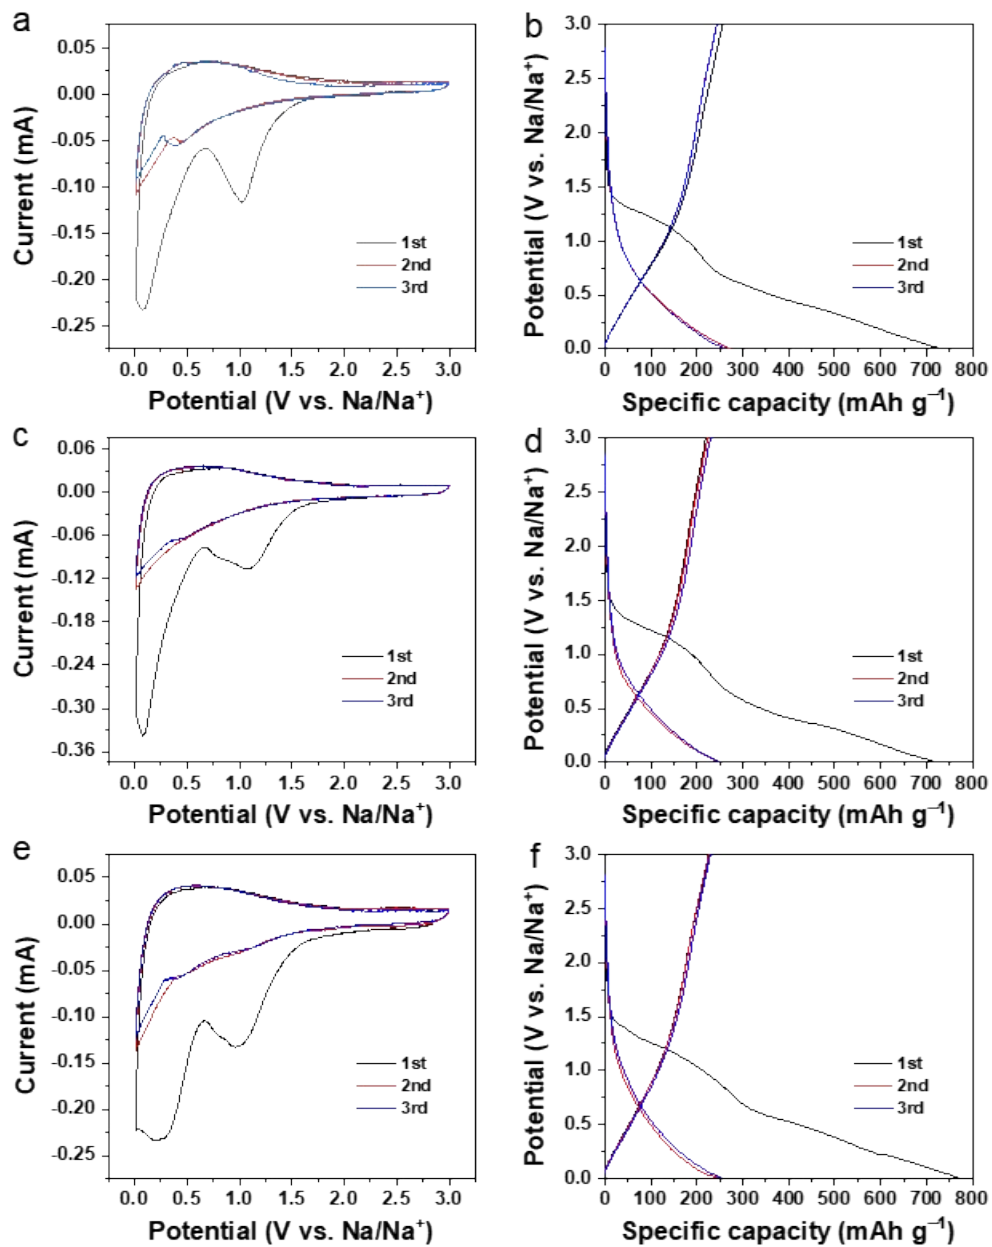 a
0.05
0.00
-0.05
-0.10
-0.15
-0.20
-0.25
Current (mA)
1st
2nd
3rd
0.0 0.5 1.0 1.5 2.0 2.5 3.0
Potential (V vs. Na/Na⁺)
b
3.0
2.5
2.0
1.5
1.0
0.5
0.0
Potential (V vs. Na/Na⁺)
1st
2nd
3rd
0 100 200 300 400 500 600 700 800
Specific capacity (mAh g⁻¹)
c
0.06
0.00
-0.06
-0.12
-0.18
-0.24
-0.30
-0.36
Current (mA)
1st
2nd
3rd
0.0 0.5 1.0 1.5 2.0 2.5 3.0
Potential (V vs. Na/Na⁺)
d
3.0
2.5
2.0
1.5
1.0
0.5
0.0
Potential (V vs. Na/Na⁺)
1st
2nd
3rd
0 100 200 300 400 500 600 700 800
Specific capacity (mAh g⁻¹)
e
0.05
0.00
-0.05
-0.10
-0.15
-0.20
-0.25
Current (mA)
1st
2nd
3rd
0.0 0.5 1.0 1.5 2.0 2.5 3.0
Potential (V vs. Na/Na⁺)
f
3.0
2.5
2.0
1.5
1.0
0.5
0.0
Potential (V vs. Na/Na⁺)
1st
2nd
3rd
0 100 200 300 400 500 600 700 800
Specific capacity (mAh g⁻¹)